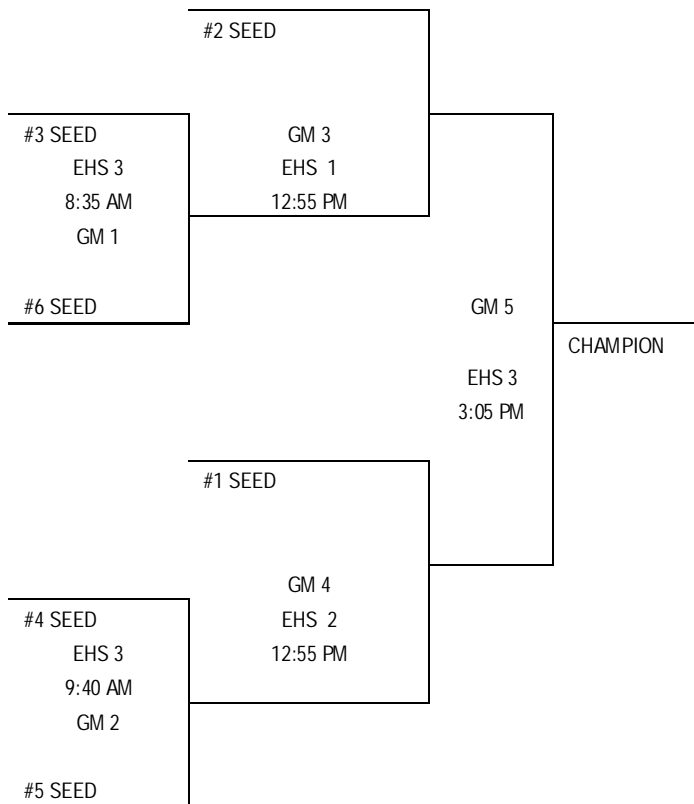 #2 SEED
#3 SEED
GM 3
EHS 3
EHS 1
8:35 AM
12:55 PM
GM 1
#6 SEED
GM 5
CHAMPION
EHS 3
3:05 PM
#1 SEED
GM 4
#4 SEED
EHS 2
EHS 3
12:55 PM
9:40 AM
GM 2
#5 SEED